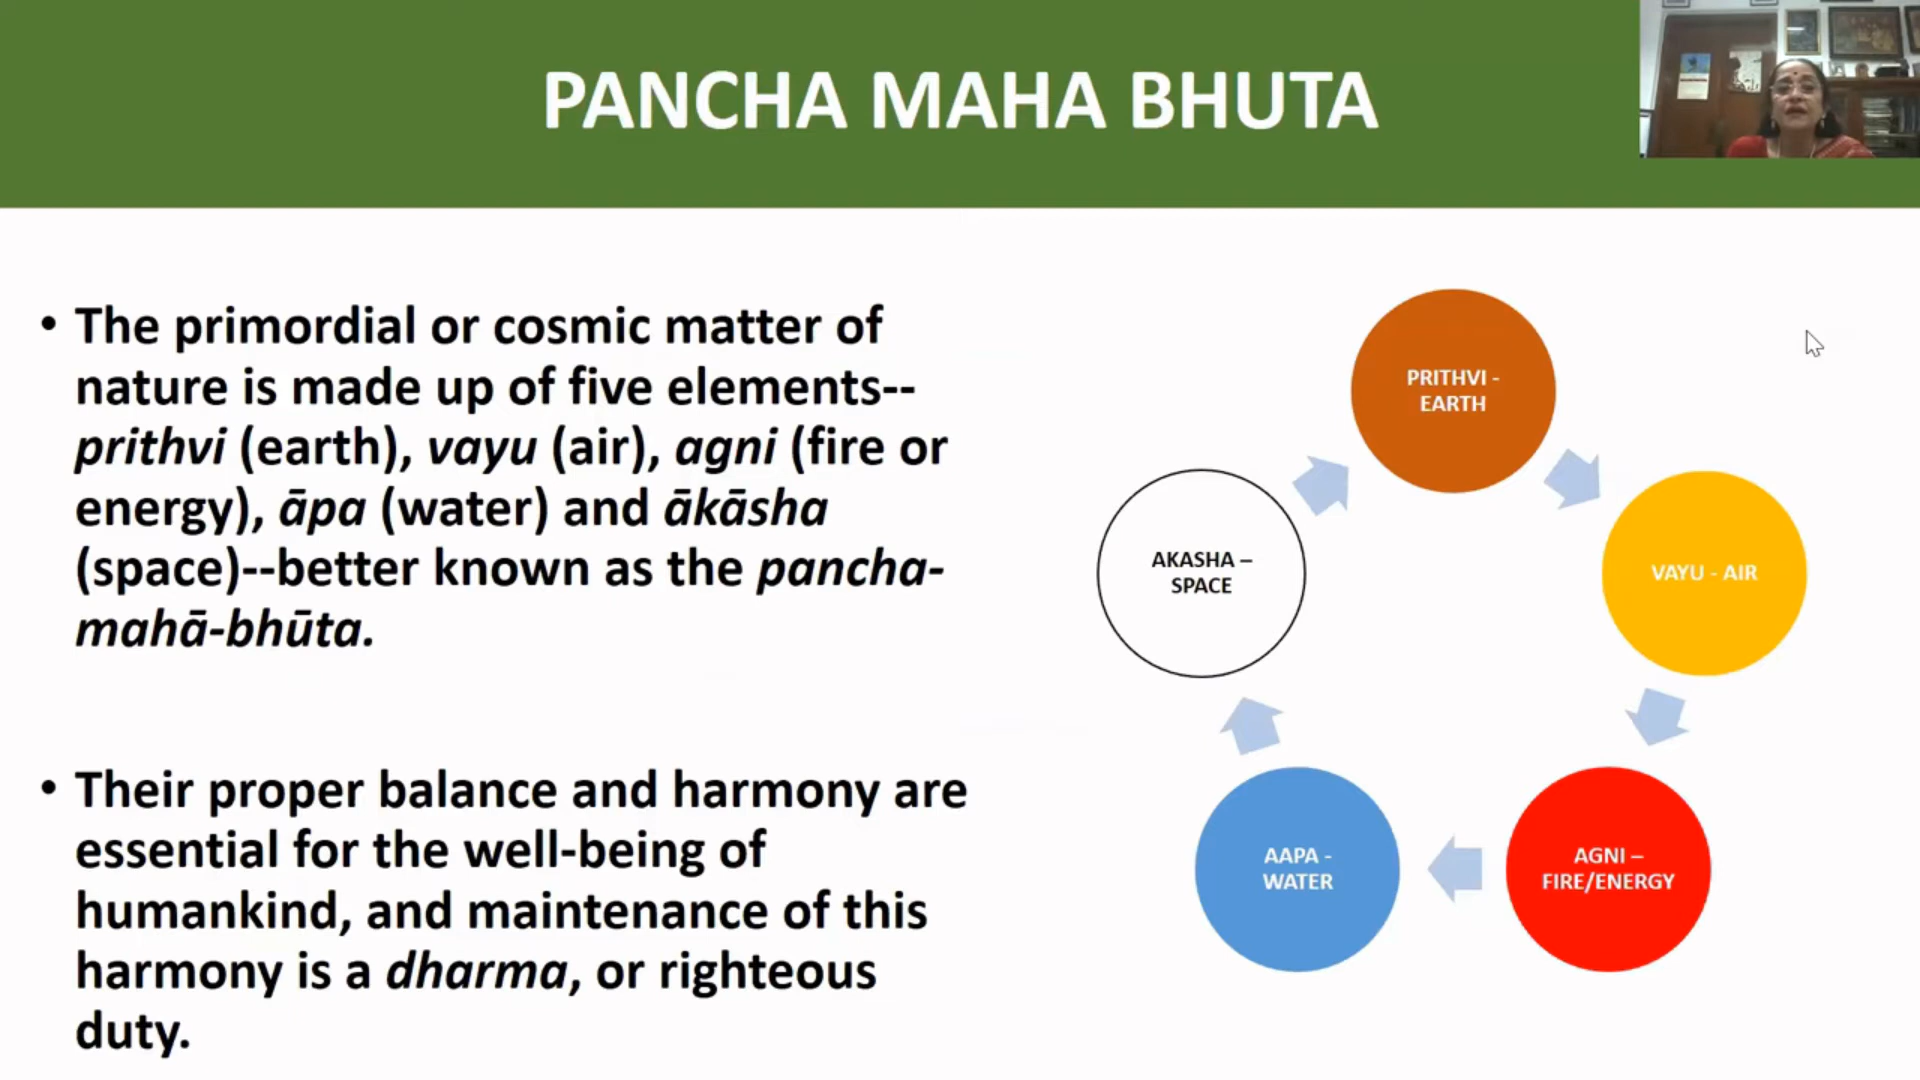 PANCHA MAHA BHUTA
• The primordial or cosmic matter of
nature is made up of five elements--
prithvi (earth), vayu (air), agni (fire or
energy), āpa (water) and ākāsha
(space)--better known as the pancha-
mahā-bhūta.
• Their proper balance and harmony are
essential for the well-being of
humankind, and maintenance of this
harmony is a dharma, or righteous
duty.
PRITHVI -
EARTH
VAYU - AIR
AGNI –
FIRE/ENERGY
AAPA -
WATER
AKASHA –
SPACE